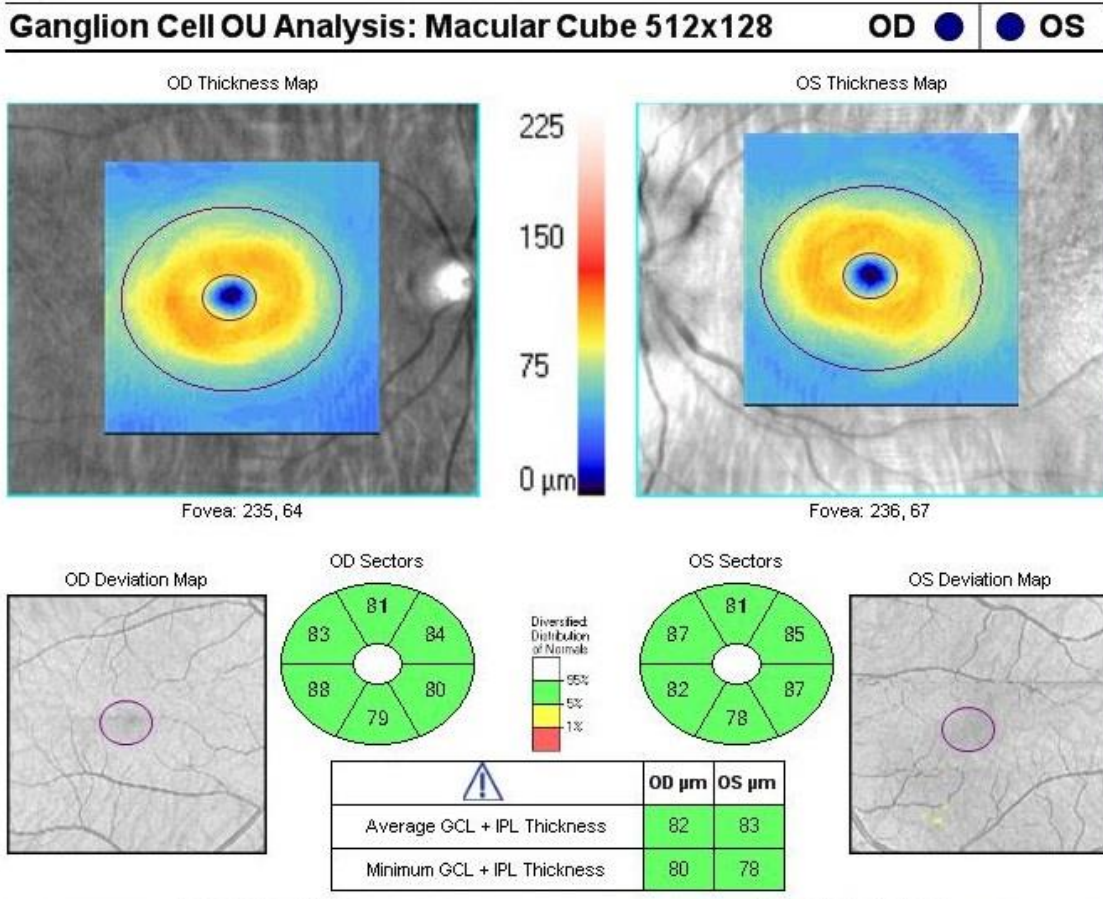 Ganglion Cell OU Analysis: Macular Cube 512x128 OD OS
OD Thickness Map
OS Thickness Map
225
150
75
0 µm
Fovea: 235, 64
Fovea: 236, 67
OD Deviation Map
OD Sectors
OS Sectors
OS Deviation Map
81
83
84
88
80
79
Diversified
Distribution
of Normals
95%
5%
1%
81
87
85
82
87
78
OD µm OS µm
Average GCL + IPL Thickness 82 83
Minimum GCL + IPL Thickness 80 78